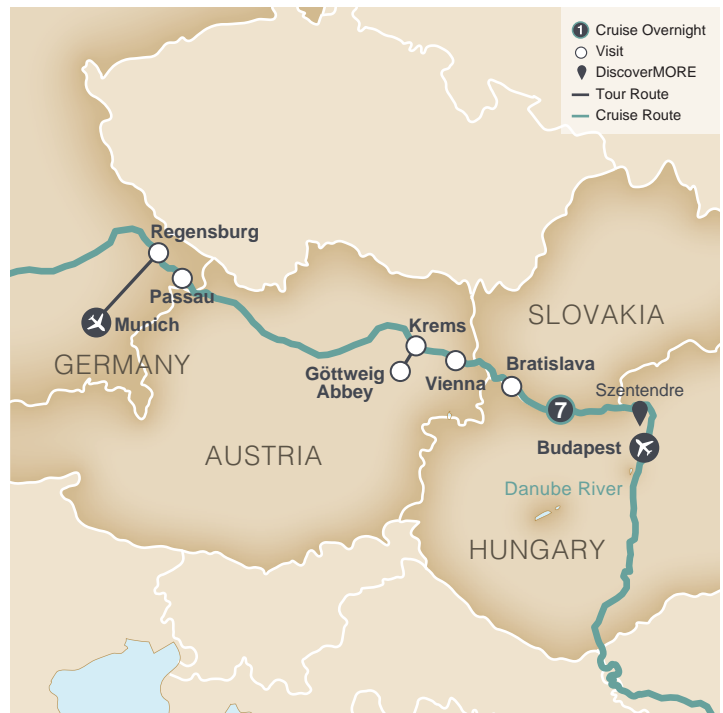 1 Cruise Overnight
Visit
DiscoverMORE
Tour Route
Cruise Route
Regensburg
Passau
Munich
GERMANY
Krems
Göttweig
Abbey
Vienna
SLOVAKIA
Bratislava
Szentendre
7
Budapest
AUSTRIA
Danube River
HUNGARY